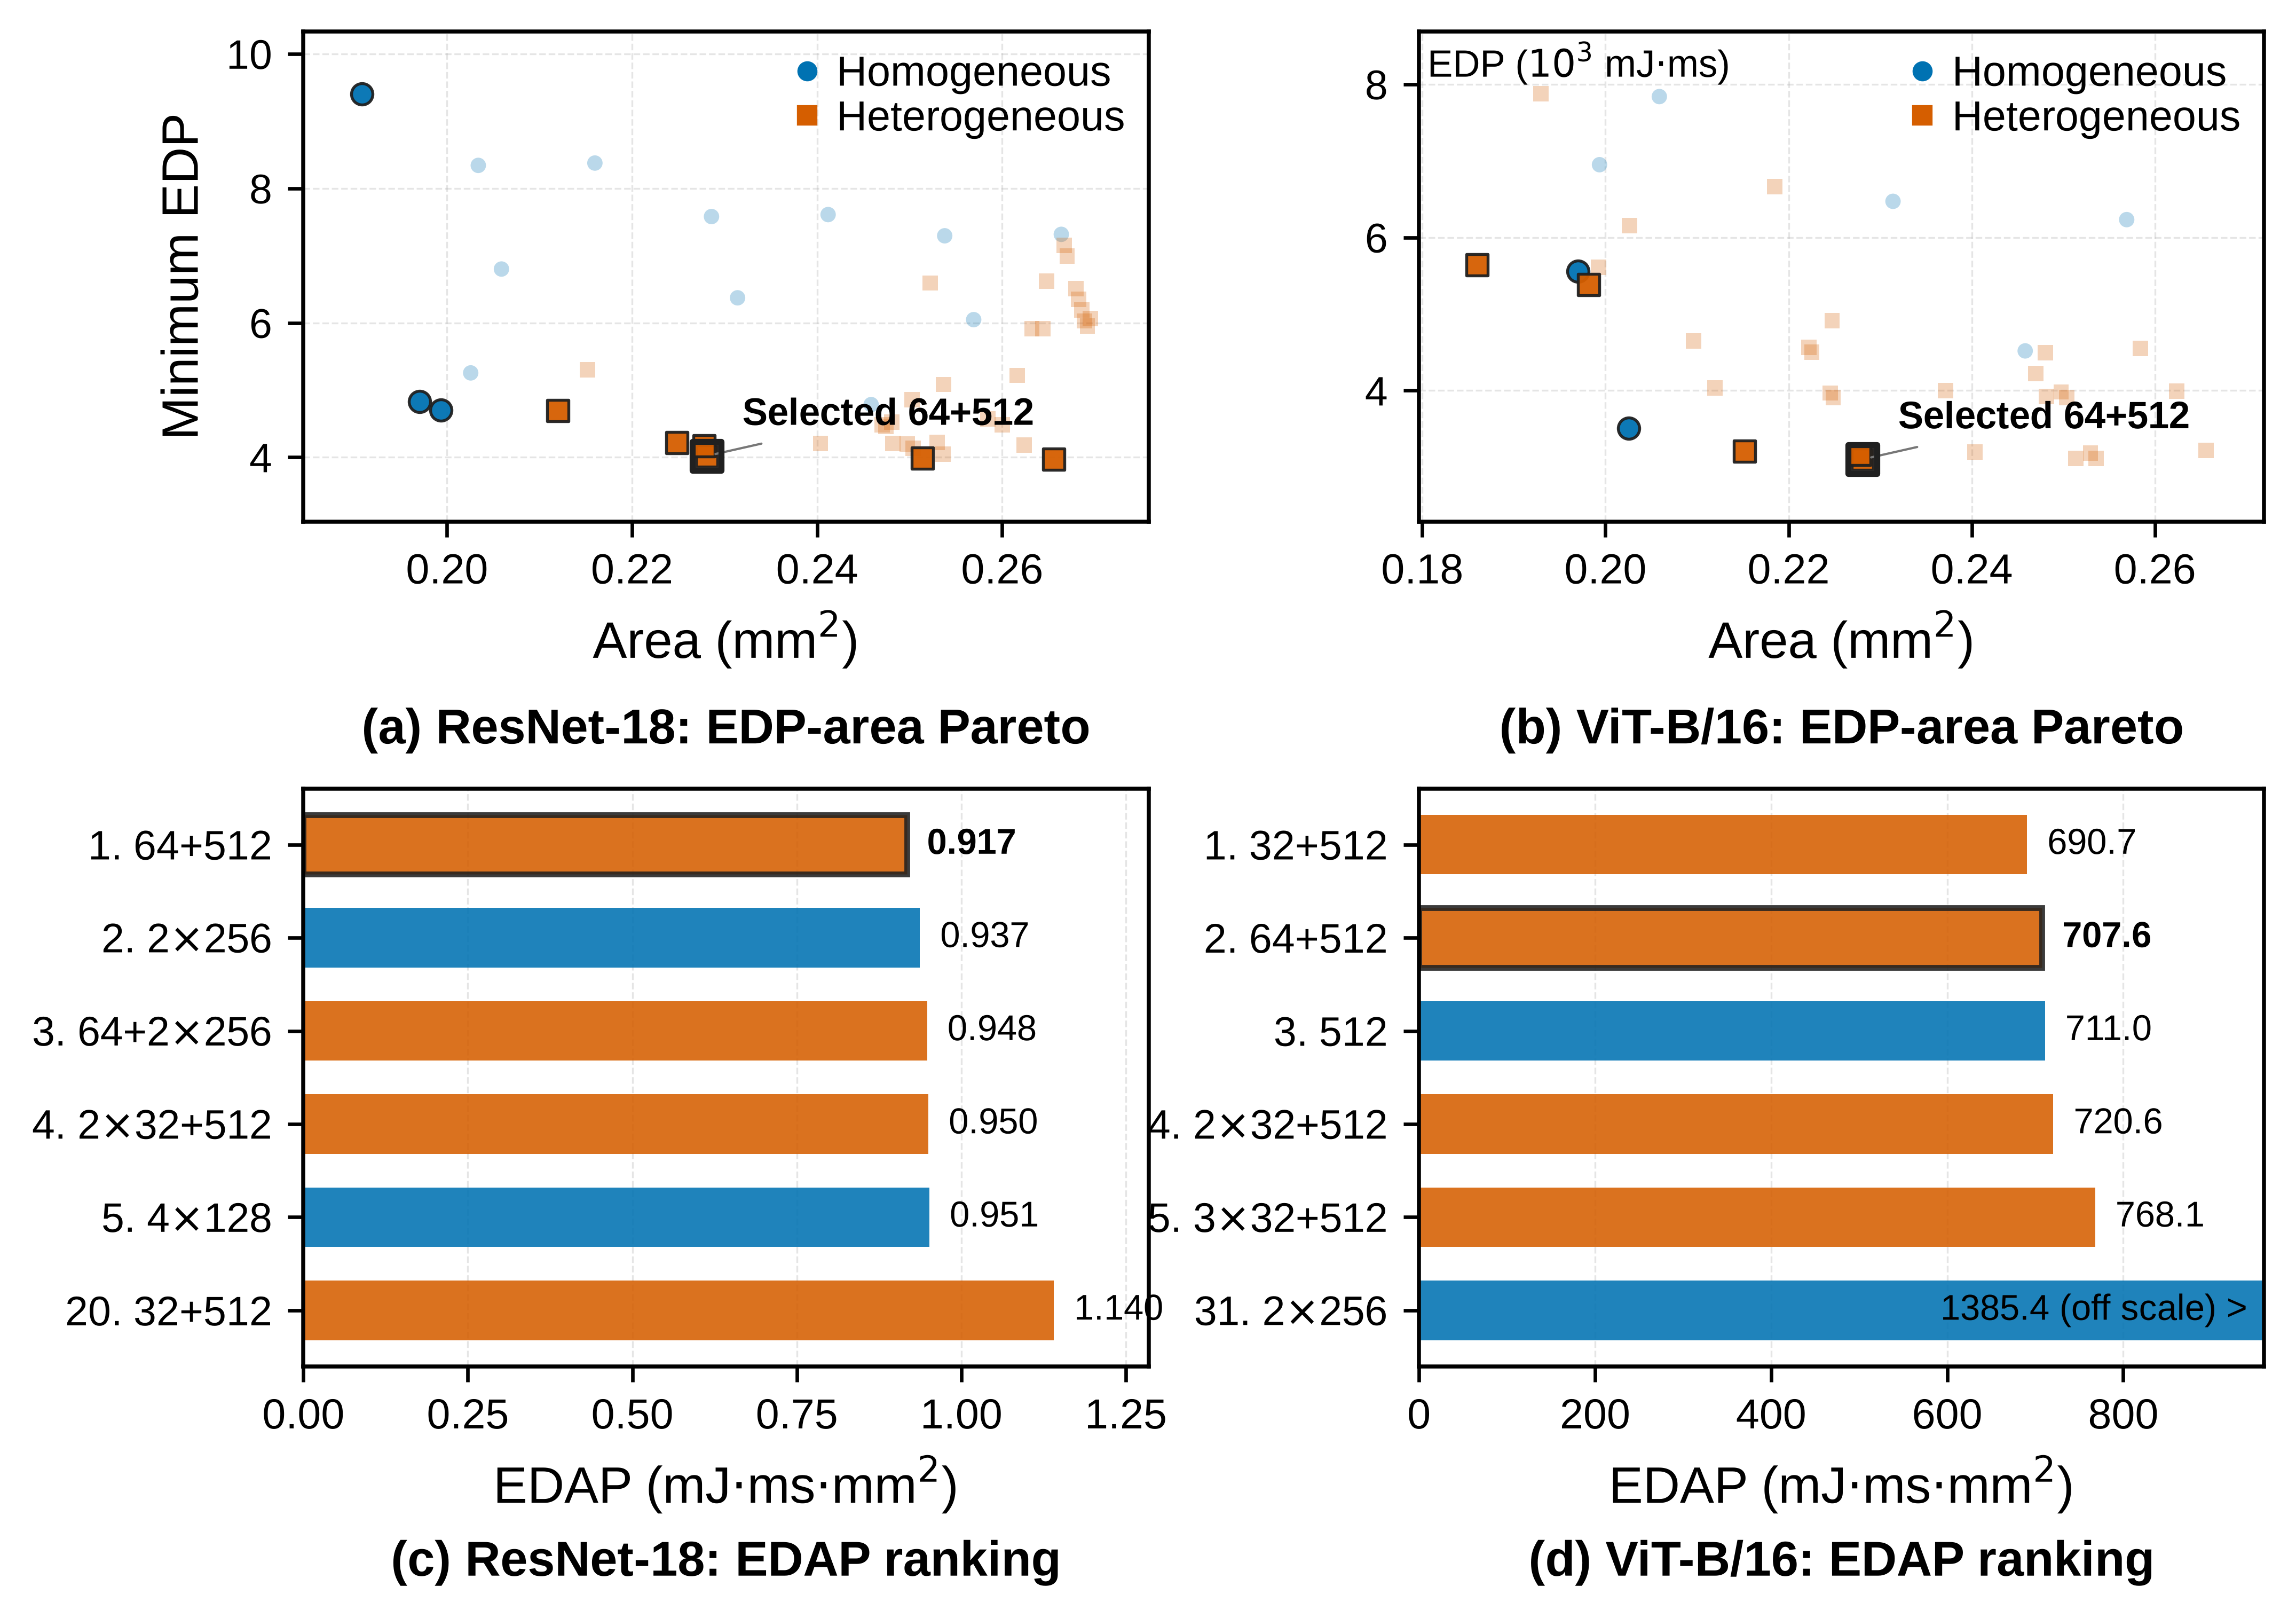 10
8
6
4
Minimum EDP
Homogeneous
Heterogeneous
Selected 64+512
0.20 0.22 0.24 0.26
Area (mm²)
(a) ResNet-18: EDP-area Pareto
EDP (10³ mJ·ms)
Homogeneous
Heterogeneous
8
6
4
Selected 64+512
0.18 0.20 0.22 0.24 0.26
Area (mm²)
(b) ViT-B/16: EDP-area Pareto
1. 64+512 0.917
2. 2×256 0.937
3. 64+2×256 0.948
4. 2×32+512 0.950
5. 4×128 0.951
20. 32+512 1.140
0.00 0.25 0.50 0.75 1.00 1.25
EDAP (mJ·ms·mm²)
(c) ResNet-18: EDAP ranking
1. 32+512 690.7
2. 64+512 707.6
3. 512 711.0
4. 2×32+512 720.6
5. 3×32+512 768.1
31. 2×256 1385.4 (off scale) >
0 200 400 600 800
EDAP (mJ·ms·mm²)
(d) ViT-B/16: EDAP ranking